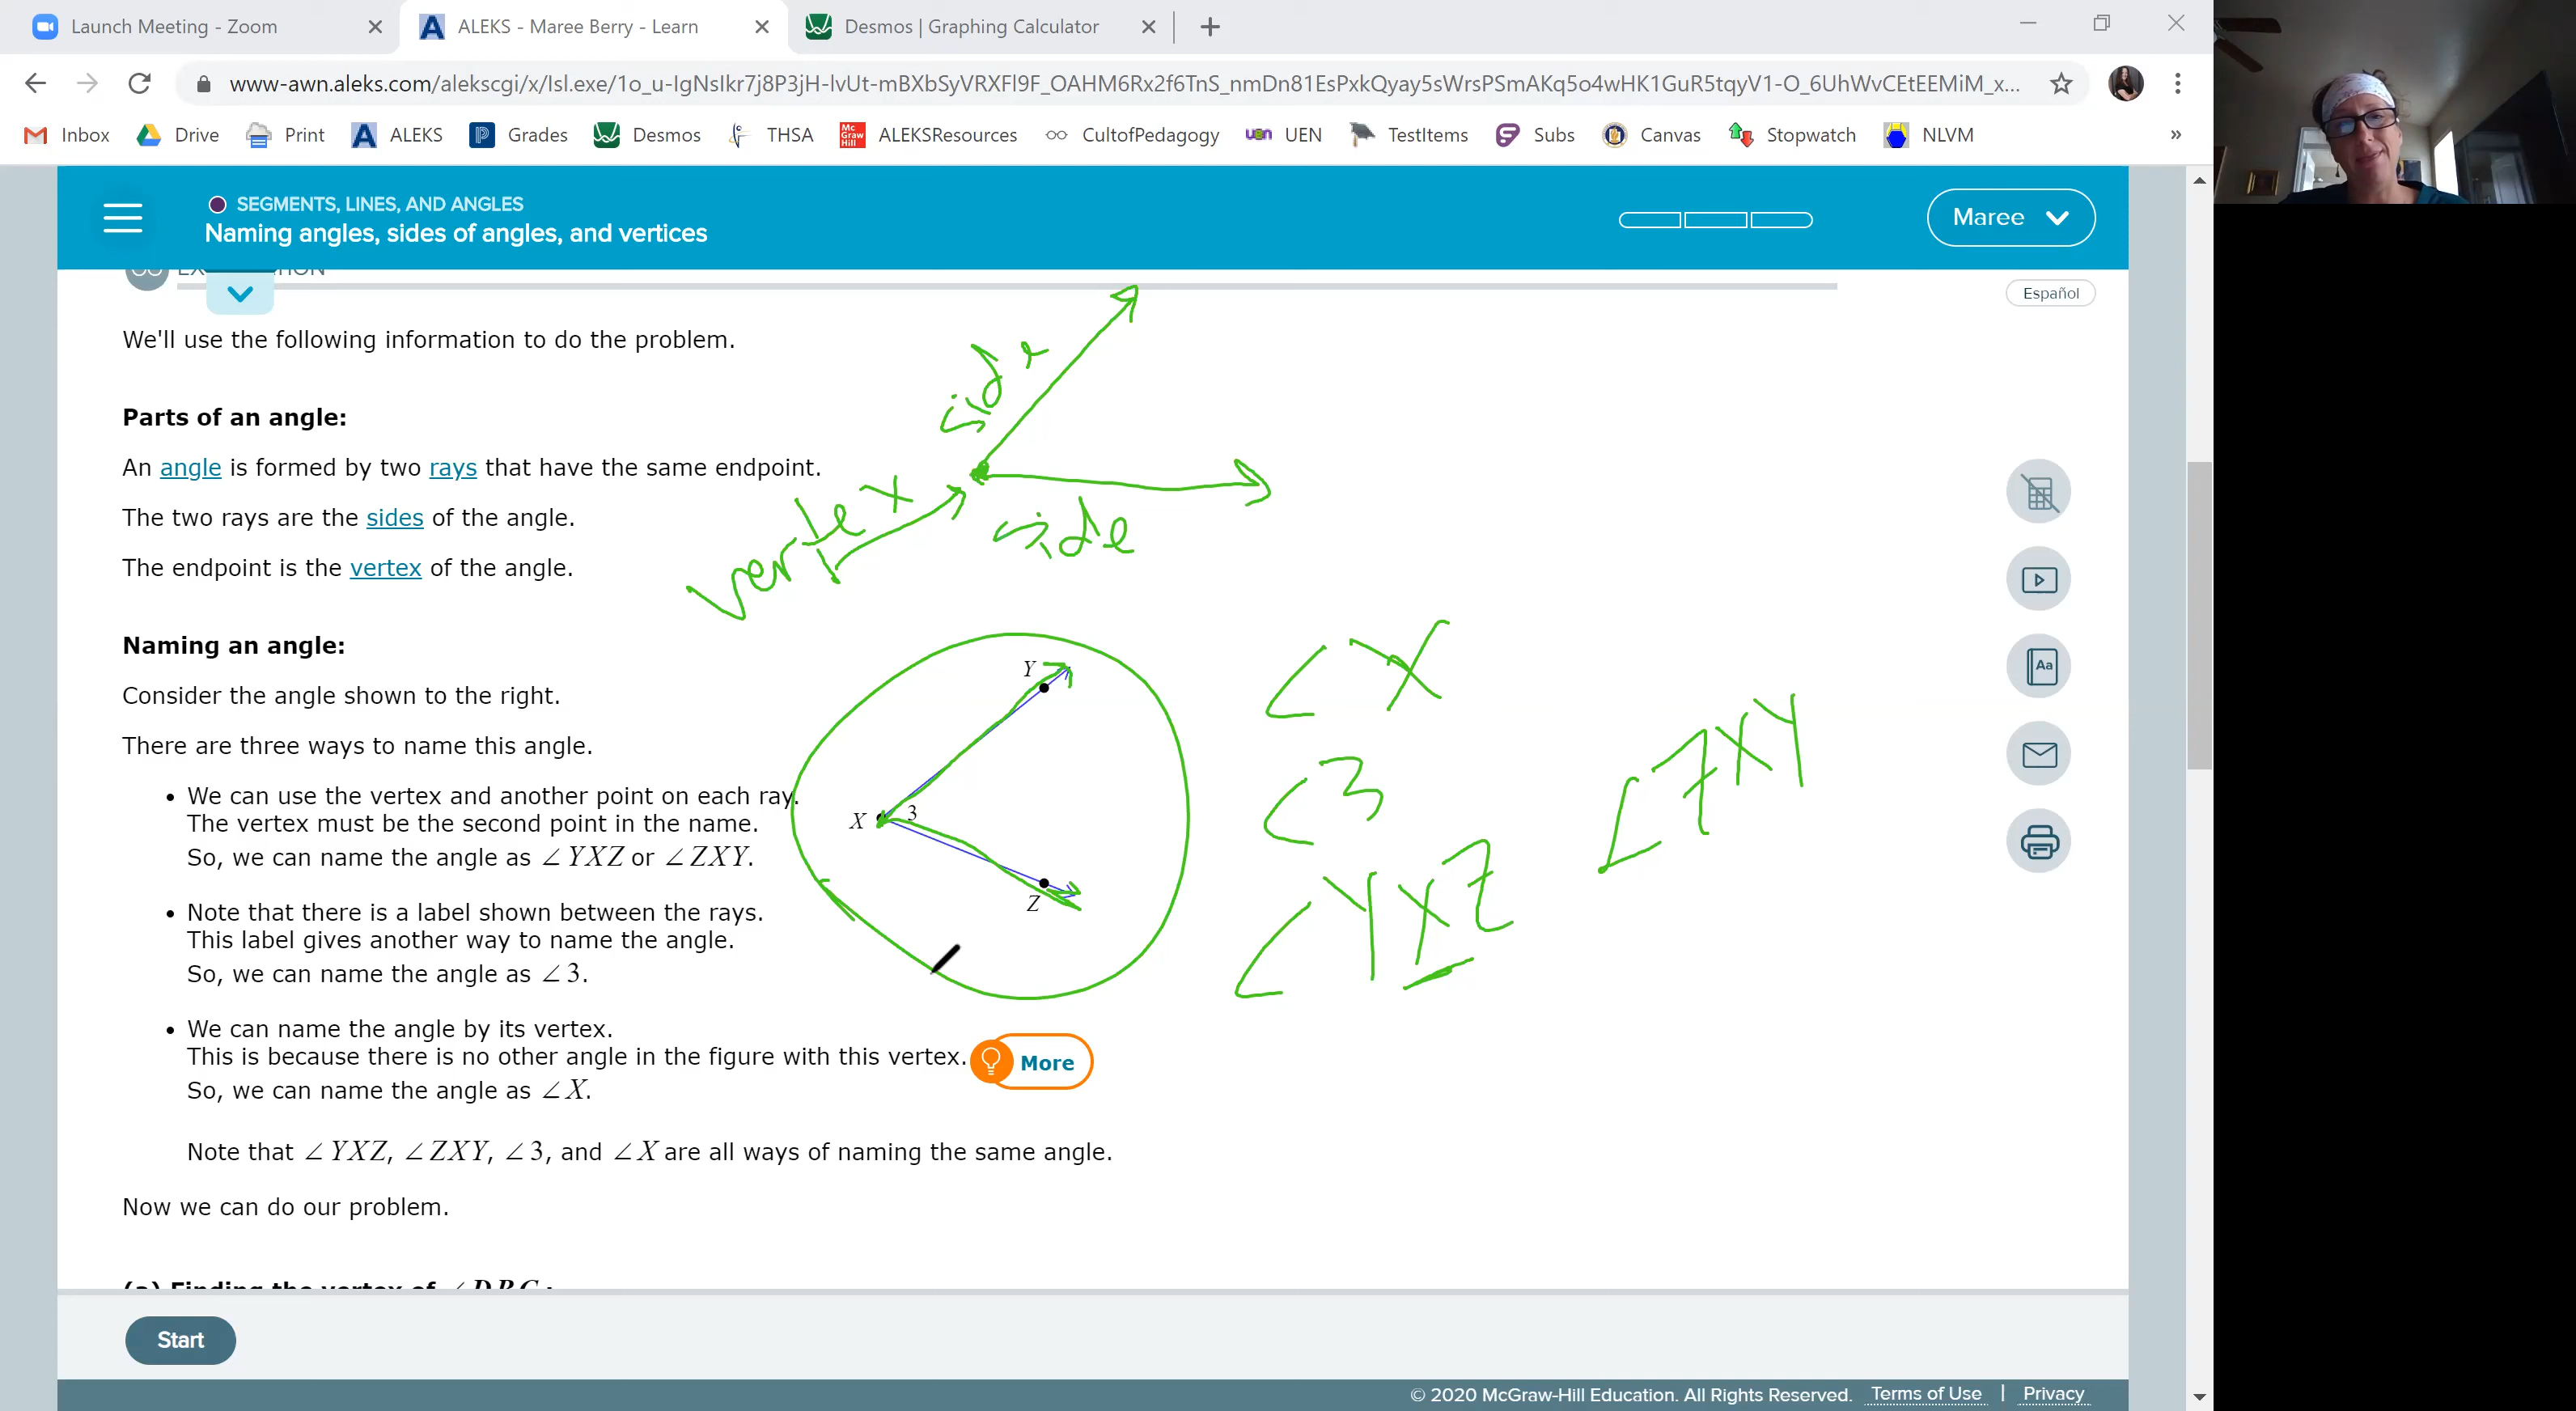 Launch Meeting - Zoom
ALEKS - Maree Berry - Learn
Desmos | Graphing Calculator
www-awn.aleks.com/alekscgi/x/Isl.exe/1o_u-IgNsIkr7j8P3jH-lvUt-mBXbSyVRXFl9F_OAHM6Rx2f6TnS_nmDn81EsPxkQyay5sWrsPSmAKq5o4wHK1GuR5tqyV1-O_6UhWvCEtEEMiM_x...
Inbox Drive Print ALEKS Grades Desmos THSA ALEKSResources CultofPedagogy UEN TestItems Subs Canvas Stopwatch NLVM »
SEGMENTS, LINES, AND ANGLES
Naming angles, sides of angles, and vertices
Maree
Español
We'll use the following information to do the problem.
side
Parts of an angle:
An angle is formed by two rays that have the same endpoint.
The two rays are the sides of the angle.
vertex
side
The endpoint is the vertex of the angle.
Naming an angle:
Consider the angle shown to the right.
There are three ways to name this angle.
• We can use the vertex and another point on each ray.
The vertex must be the second point in the name.
So, we can name the angle as ∠YXZ or ∠ZXY.
• Note that there is a label shown between the rays.
This label gives another way to name the angle.
So, we can name the angle as ∠3.
• We can name the angle by its vertex.
This is because there is no other angle in the figure with this vertex.
So, we can name the angle as ∠X.
Y
X
3
Z
∠X
∠3
∠YXZ
∠ZXY
More
Note that ∠YXZ, ∠ZXY, ∠3, and ∠X are all ways of naming the same angle.
Now we can do our problem.
(a) Finding the vertex of ∠DBC:
Start
© 2020 McGraw-Hill Education. All Rights Reserved. Terms of Use | Privacy